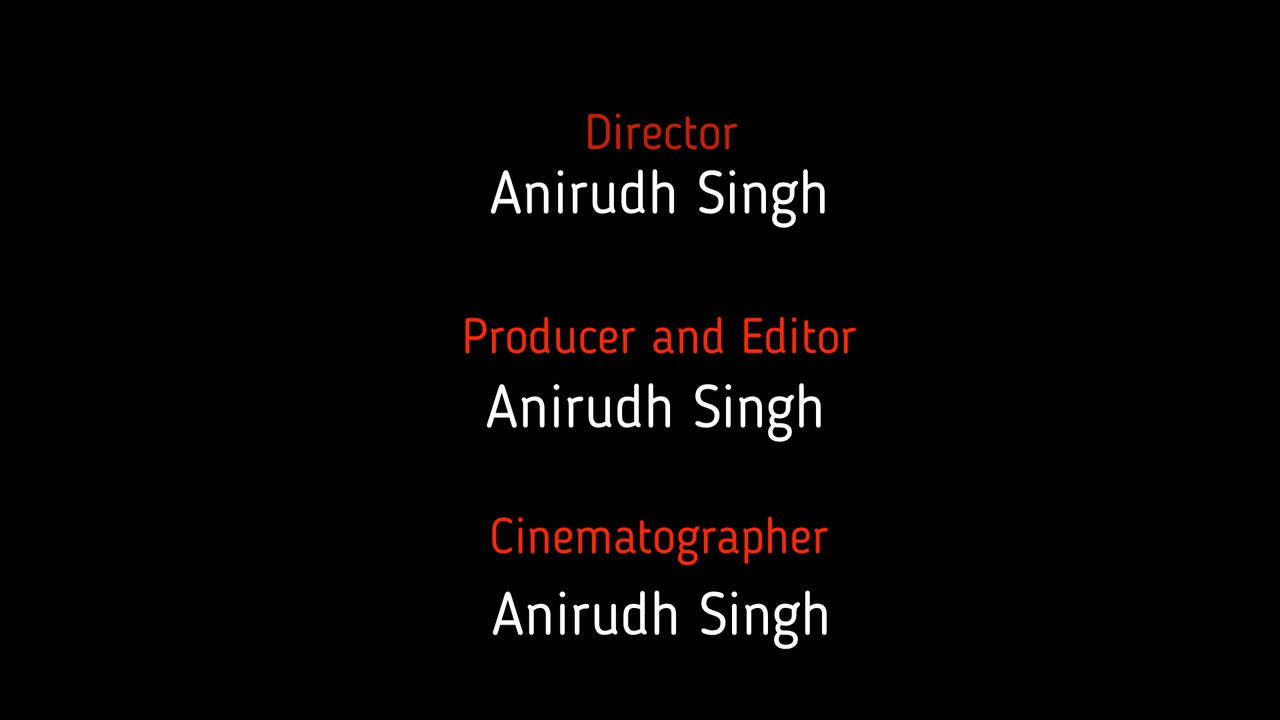 Director
Anirudh Singh
Producer and Editor
Anirudh Singh
Cinematographer
Anirudh Singh